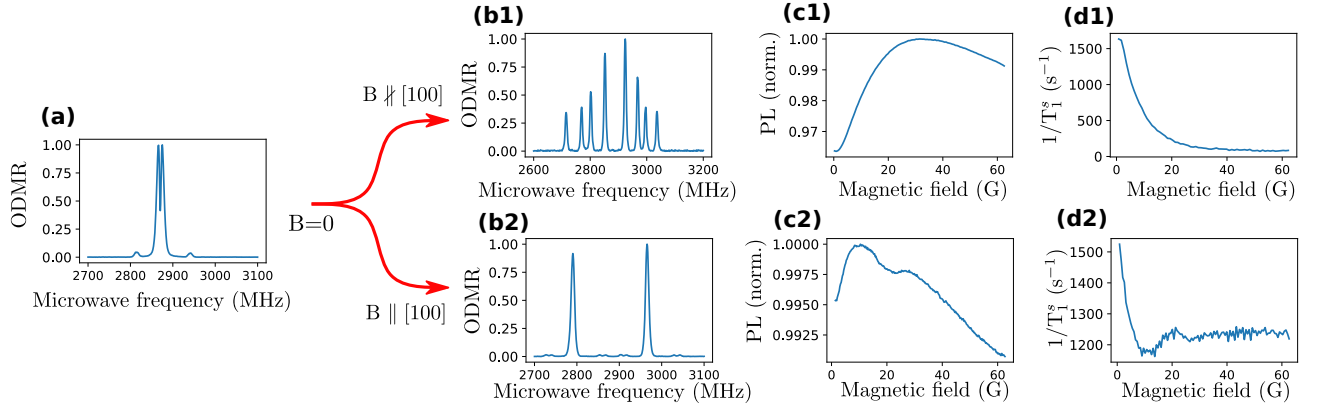 (a)
ODMR
1.00
0.75
0.50
0.25
0.00
2700 2800 2900 3000 3100
Microwave frequency (MHz)
B=0
B ∦ [100]
B ∥ [100]
(b1)
ODMR
1.00
0.75
0.50
0.25
0.00
2600 2800 3000 3200
Microwave frequency (MHz)
(c1)
PL (norm.)
1.00
0.99
0.98
0.97
0 20 40 60
Magnetic field (G)
(d1)
1/T₁ˢ (s⁻¹)
1500
1000
500
0
0 20 40 60
Magnetic field (G)
(b2)
ODMR
1.00
0.75
0.50
0.25
0.00
2700 2800 2900 3000 3100
Microwave frequency (MHz)
(c2)
PL (norm.)
1.0000
0.9975
0.9950
0.9925
0 20 40 60
Magnetic field (G)
(d2)
1/T₁ˢ (s⁻¹)
1500
1400
1300
1200
0 20 40 60
Magnetic field (G)